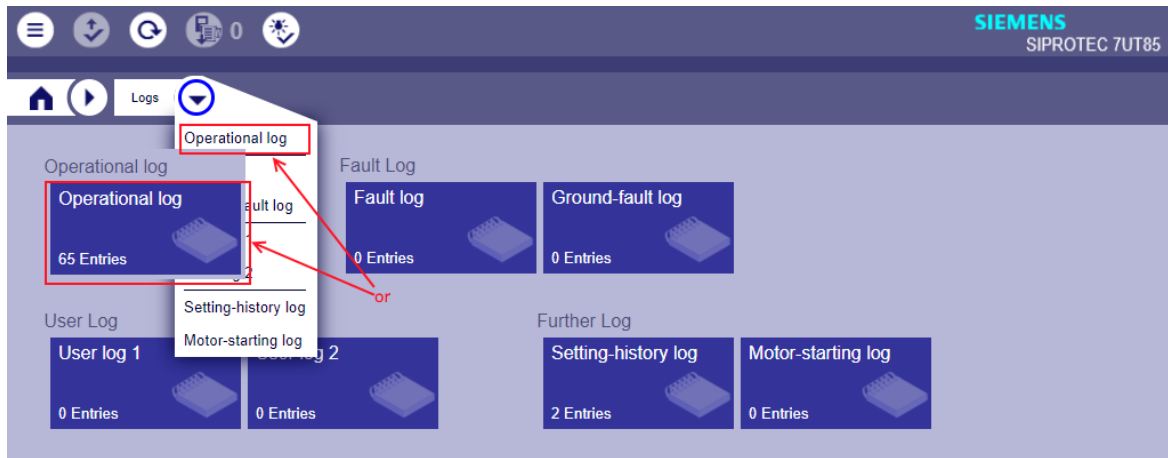 0
SIEMENS
SIPROTEC 7UT85
Logs
Operational log
Operational log
Fault Log
Operational log
65 Entries
ault log
2
Setting-history log
Motor-starting log
Fault log
0 Entries
Ground-fault log
0 Entries
or
User Log
Further Log
User log 1
0 Entries
2
0 Entries
Setting-history log
2 Entries
Motor-starting log
0 Entries